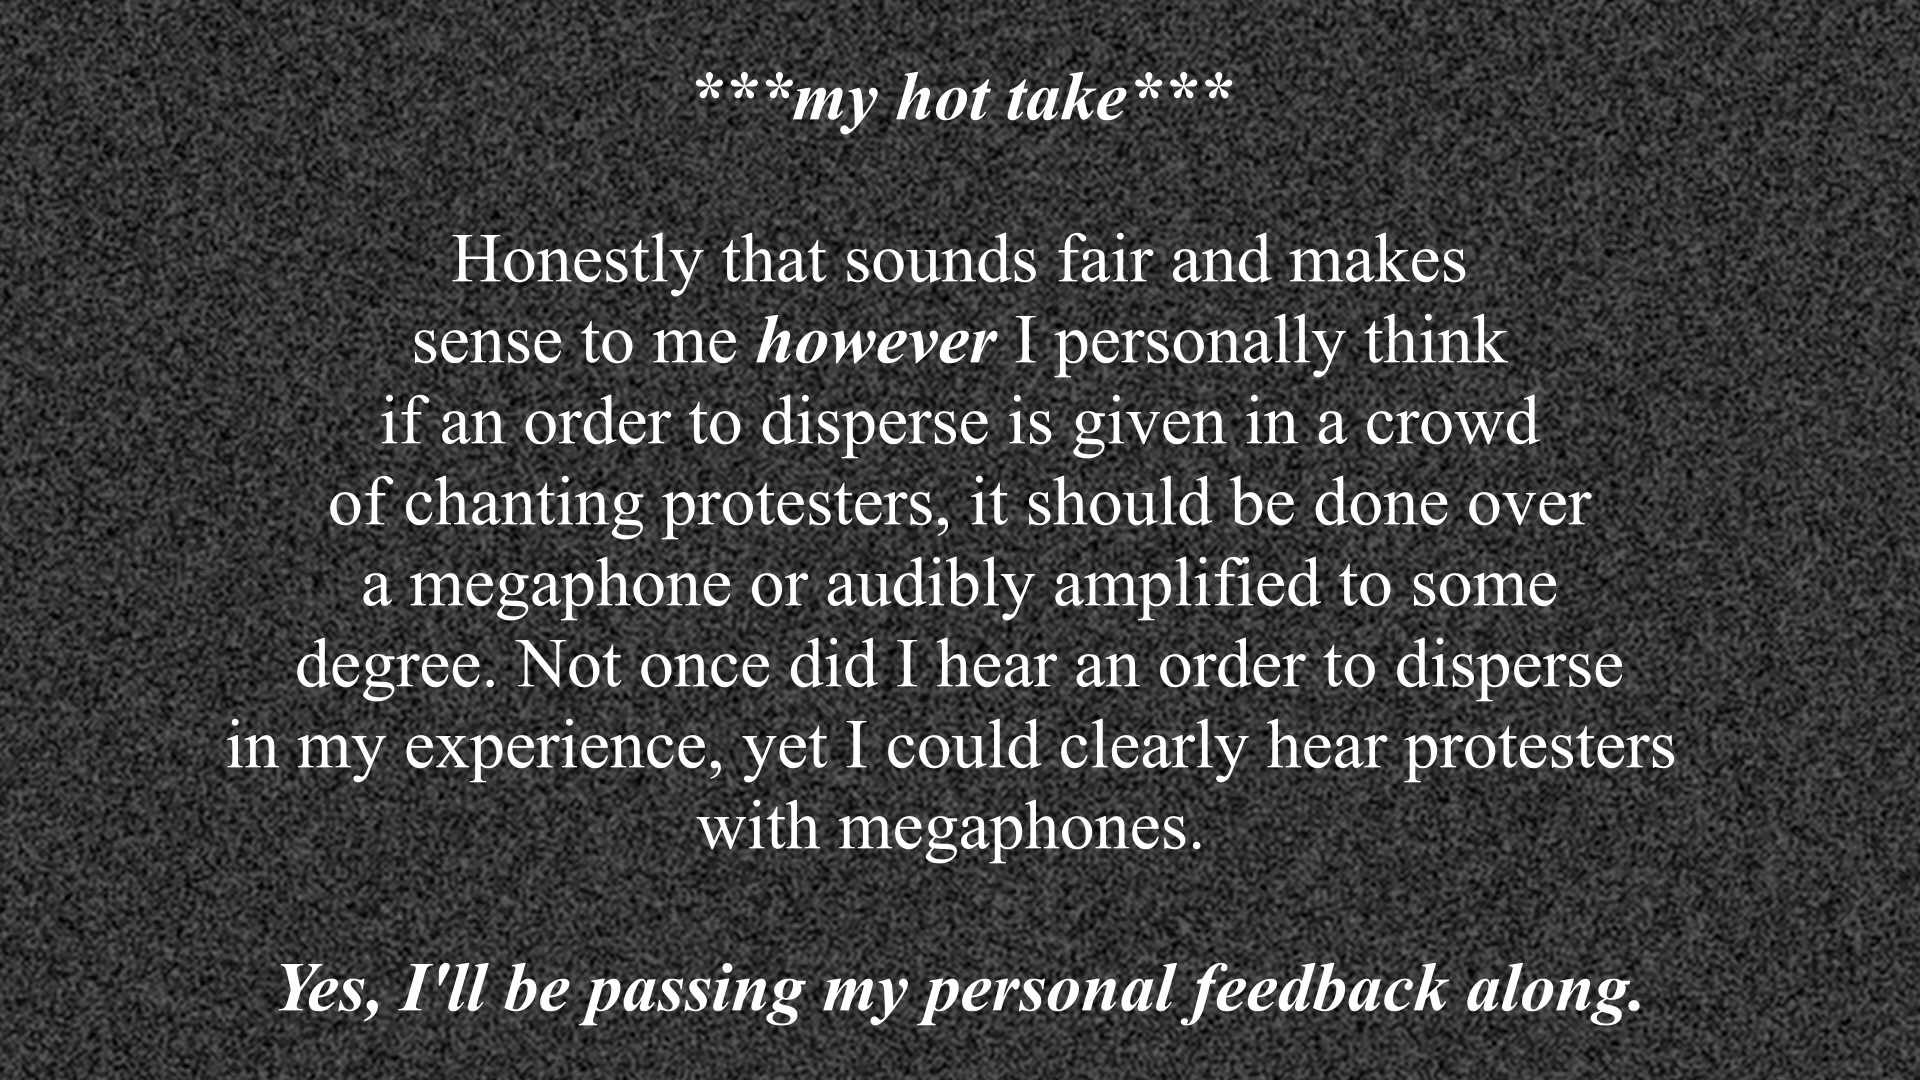 ***my hot take***
Honestly that sounds fair and makes
sense to me however I personally think
if an order to disperse is given in a crowd
of chanting protesters, it should be done over
a megaphone or audibly amplified to some
degree. Not once did I hear an order to disperse
in my experience, yet I could clearly hear protesters
with megaphones.
Yes, I'll be passing my personal feedback along.